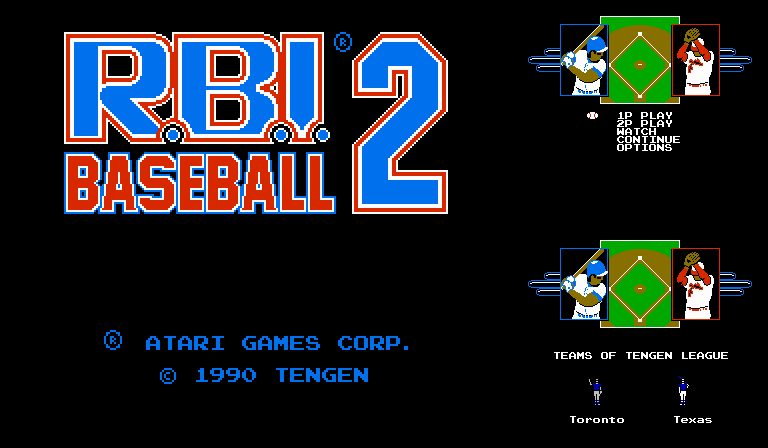 R.B.I. ® 2
BASEBALL
® ATARI GAMES CORP.
© 1990 TENGEN
1P PLAY
2P PLAY
WATCH
CONTINUE
OPTIONS
TEAMS OF TENGEN LEAGUE
Toronto Texas